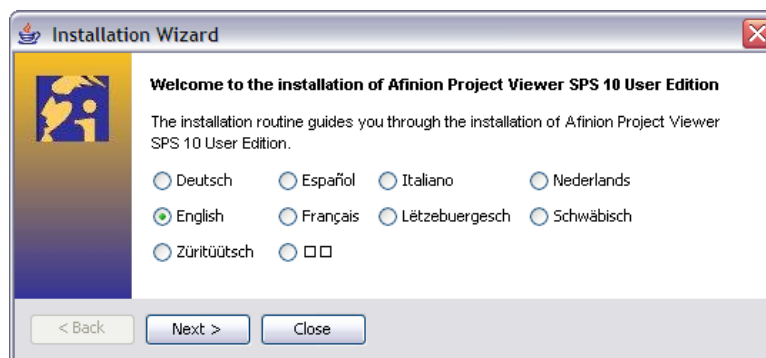 Installation Wizard
Welcome to the installation of Afinion Project Viewer SPS 10 User Edition
The installation routine guides you through the installation of Afinion Project Viewer
SPS 10 User Edition.
Deutsch Español Italiano Nederlands
English Français Lëtzebuergesch Schwäbisch
Züritüütsch □□
< Back Next > Close